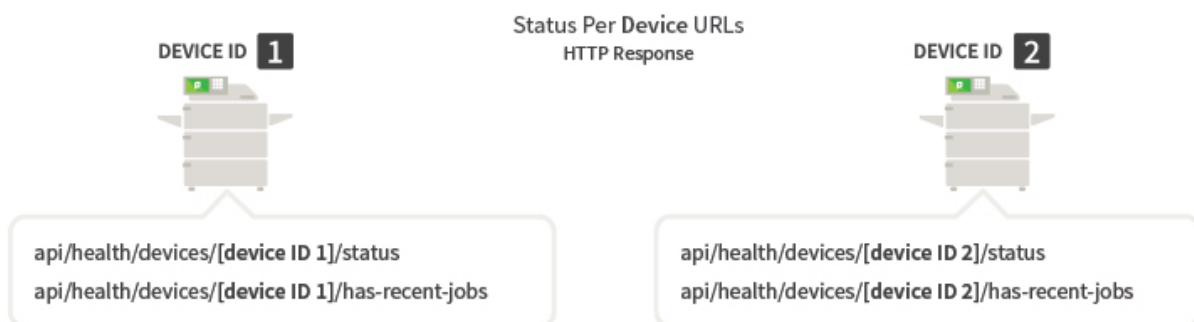 Status Per Device URLs
HTTP Response
DEVICE ID 1
DEVICE ID 2
api/health/devices/[device ID 1]/status
api/health/devices/[device ID 1]/has-recent-jobs
api/health/devices/[device ID 2]/status
api/health/devices/[device ID 2]/has-recent-jobs